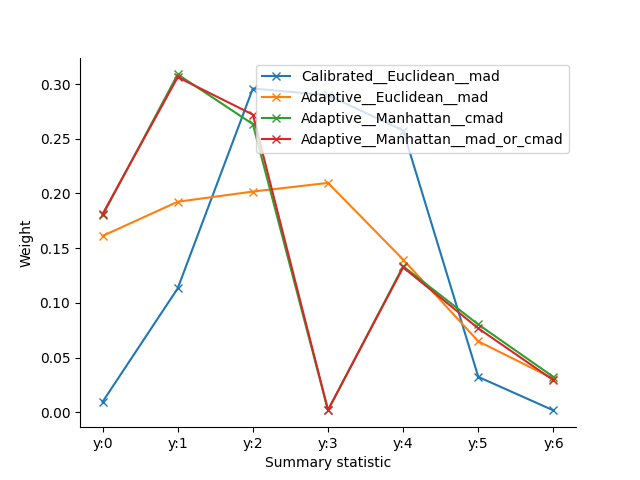 Calibrated__Euclidean__mad
Adaptive__Euclidean__mad
Adaptive__Manhattan__cmad
Adaptive__Manhattan__mad_or_cmad
0.30
0.25
0.20
0.15
0.10
0.05
0.00
Weight
y:0 y:1 y:2 y:3 y:4 y:5 y:6
Summary statistic